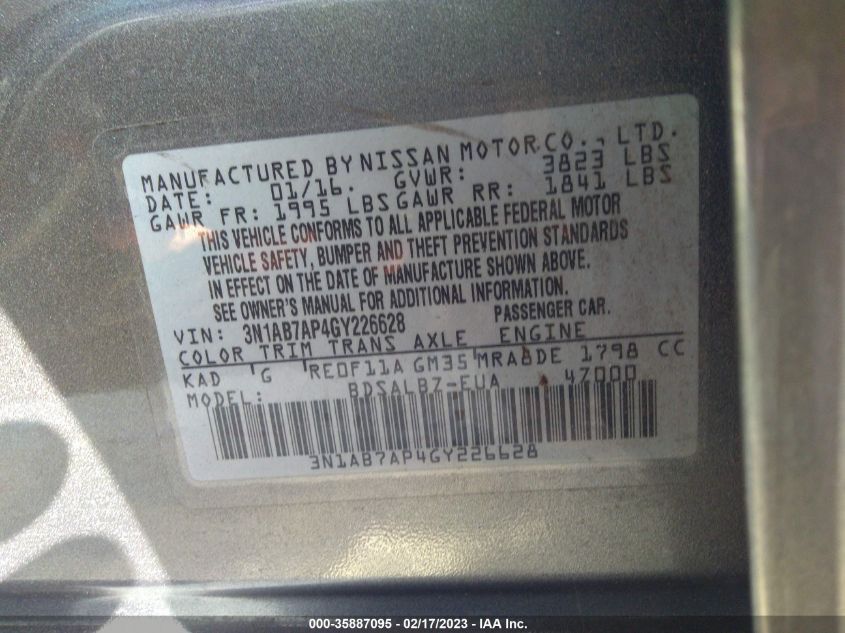 MANUFACTURED BY NISSAN MOTOR CO., LTD.
DATE: 01/16. GVWR: 3823 LBS
GAWR FR: 1995 LBS GAWR RR: 1841 LBS
THIS VEHICLE CONFORMS TO ALL APPLICABLE FEDERAL MOTOR
VEHICLE SAFETY, BUMPER AND THEFT PREVENTION STANDARDS
IN EFFECT ON THE DATE OF MANUFACTURE SHOWN ABOVE.
SEE OWNER'S MANUAL FOR ADDITIONAL INFORMATION.
VIN: 3N1AB7AP4GY226628 PASSENGER CAR.
COLOR TRIM TRANS AXLE ENGINE
KAD G RE0F11A GM35 MRA8DE 1798 CC
MODEL: BDSALBZ-EUA 47000
3N1AB7AP4GY226628
000-35887095 - 02/17/2023 - IAA Inc.